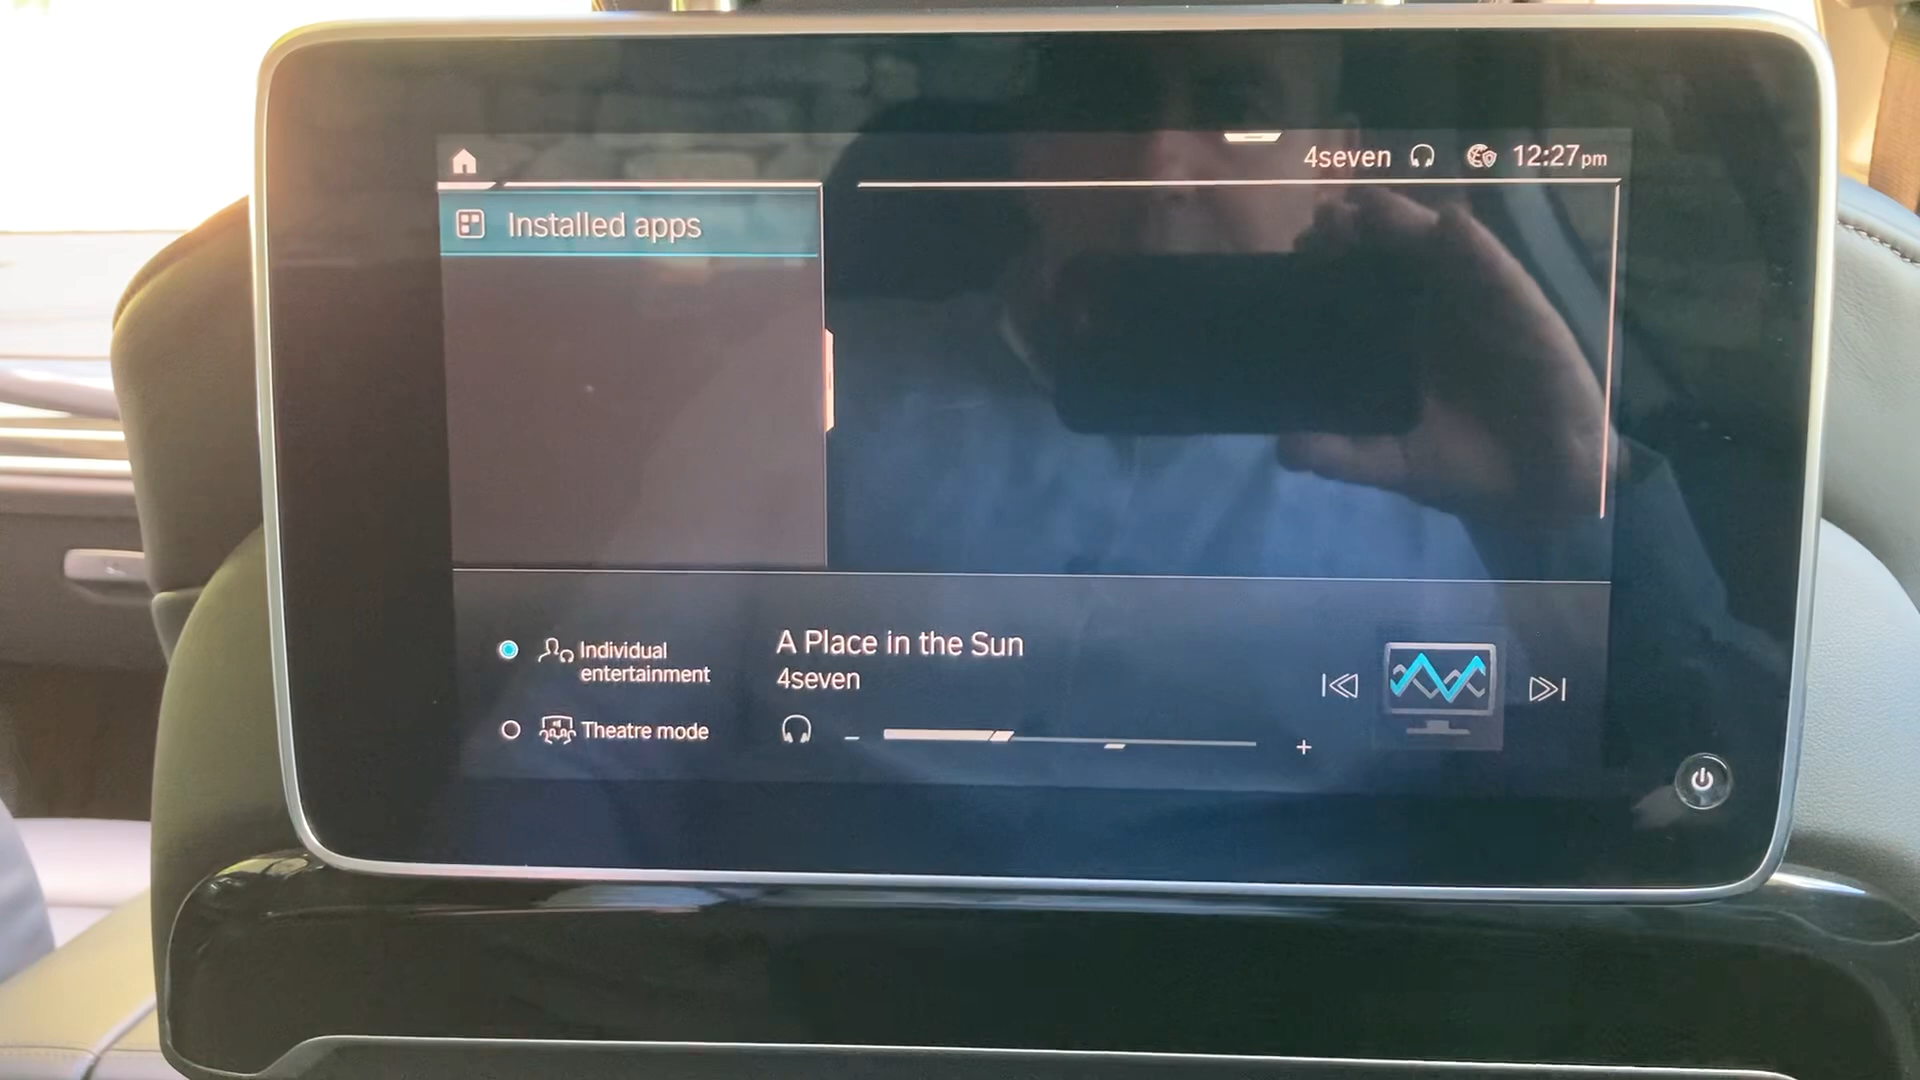 4seven 12:27pm
Installed apps
Individual
entertainment
Theatre mode
A Place in the Sun
4seven
− +